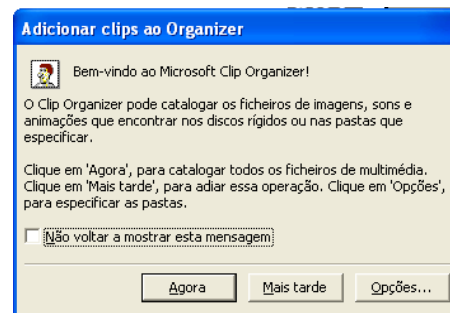 Adicionar clips ao Organizer
Bem-vindo ao Microsoft Clip Organizer!
O Clip Organizer pode catalogar os ficheiros de imagens, sons e
animações que encontrar nos discos rígidos ou nas pastas que
especificar.
Clique em 'Agora', para catalogar todos os ficheiros de multimédia.
Clique em 'Mais tarde', para adiar essa operação. Clique em 'Opções',
para especificar as pastas.
Não voltar a mostrar esta mensagem
Agora
Mais tarde
Opções...